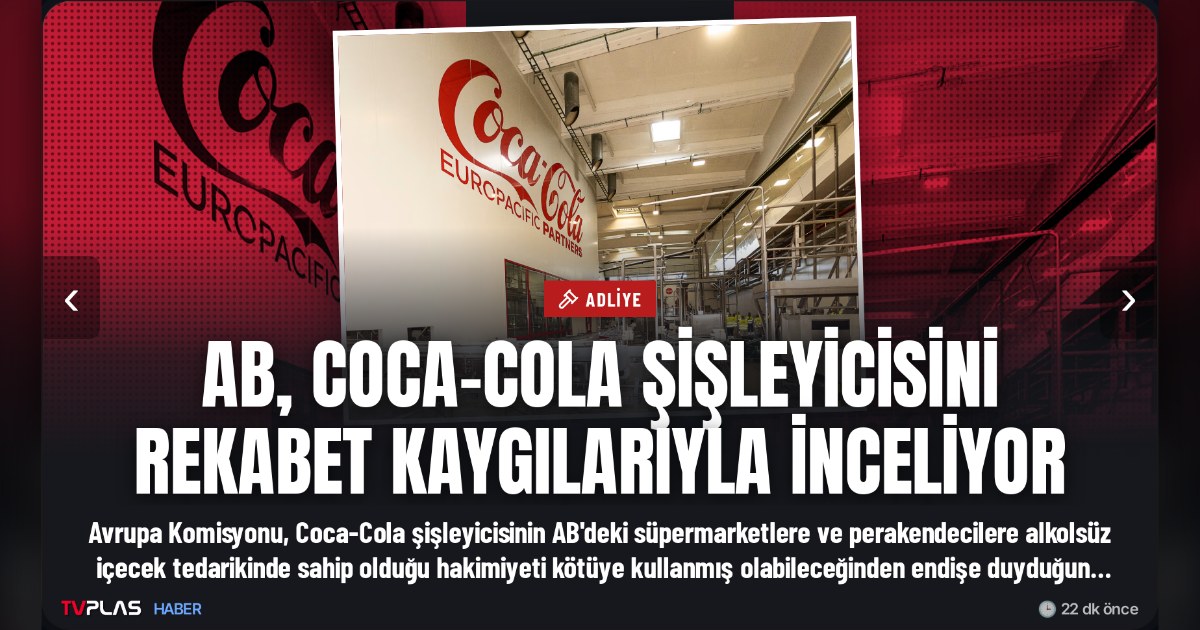 Coca
EUROPACIFIC
Coca-Cola
EUROPACIFIC PARTNERS
ADLİYE
AB, COCA-COLA ŞİŞLEYİCİSİNİ
REKABET KAYGILARIYLA İNCELİYOR
Avrupa Komisyonu, Coca-Cola şişleyicisinin AB'deki süpermarketlere ve perakendecilere alkolsüz
içecek tedarikinde sahip olduğu hakimiyeti kötüye kullanmış olabileceğinden endişe duyduğun...
TVPLAS HABER
22 dk önce